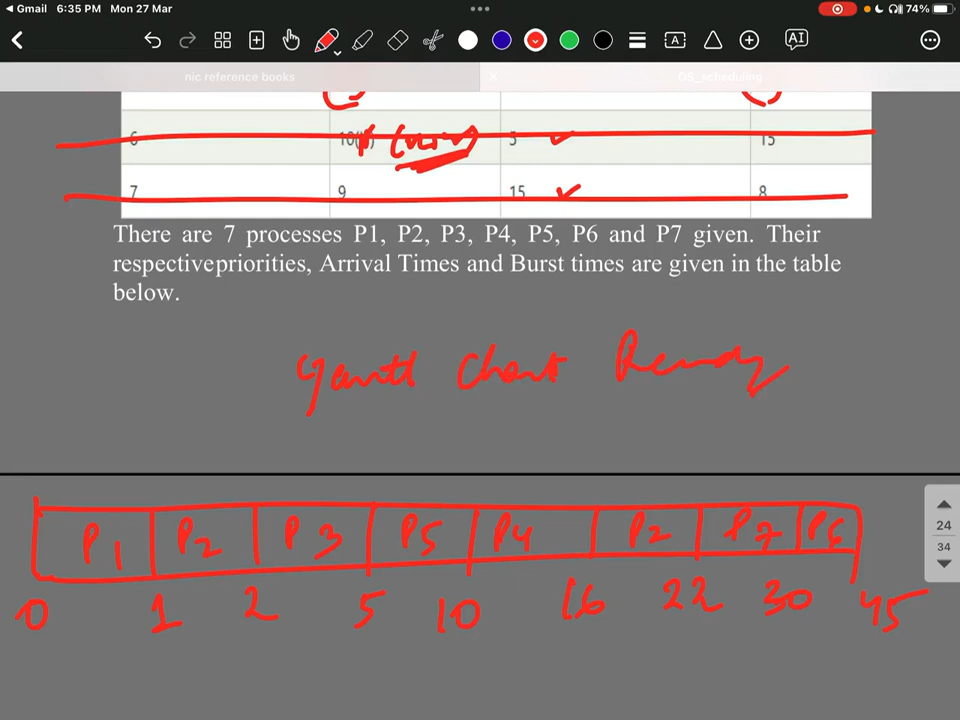 Gmail 6:35 PM Mon 27 Mar 74%
A AI
nic reference books OS_scheduling
6 10 5 15
7 9 15 8
There are 7 processes P1, P2, P3, P4, P5, P6 and P7 given. Their
respectivepriorities, Arrival Times and Burst times are given in the table
below.
Gantt Chart Ready
24
34
P1 P2 P3 P5 P4 P2 P7 P6
0 1 2 5 10 16 22 30 45